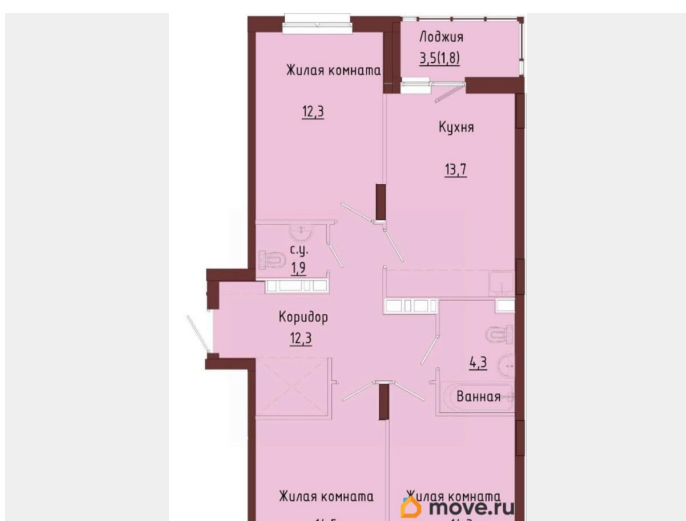 Лоджия
3,5(1,8)
Жилая комната
12,3
Кухня
13,7
с.у.
1,9
Коридор
12,3
4,3
Ванная
Жилая комната
Жилая комната
move.ru